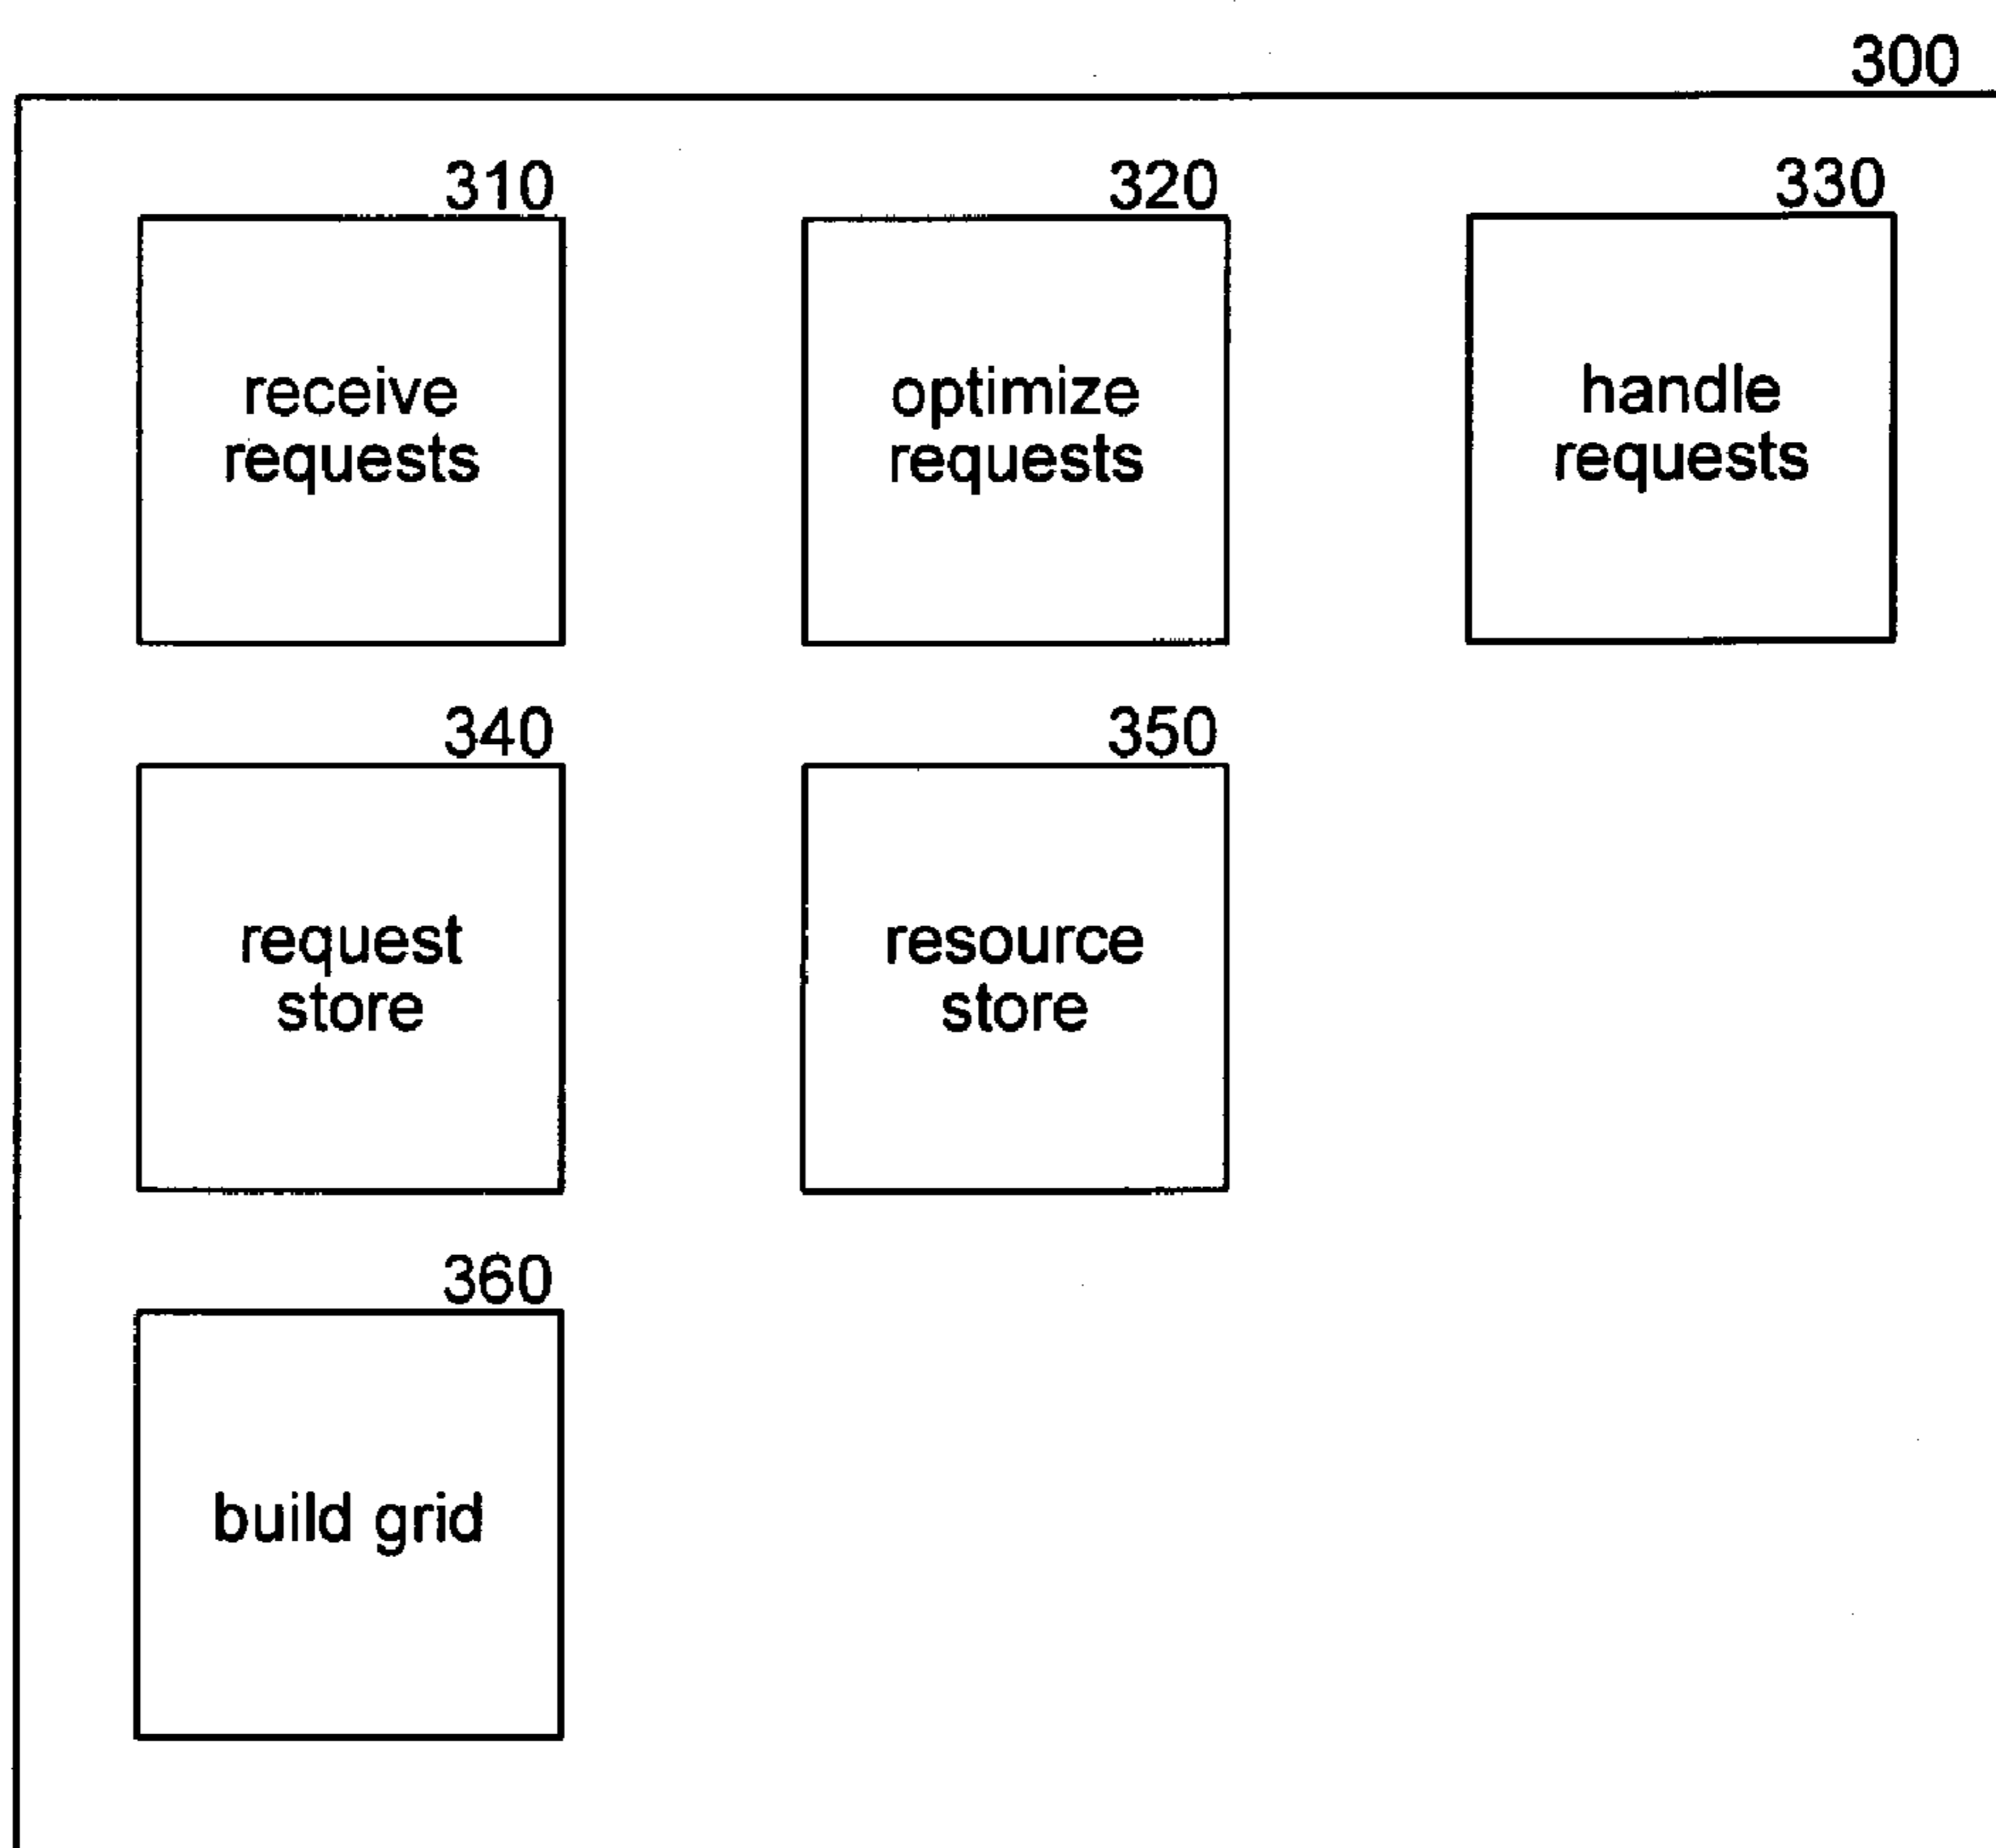 300
310
320
330
receive
requests
optimize
requests
handle
requests
340
350
request
store
resource
store
360
build grid